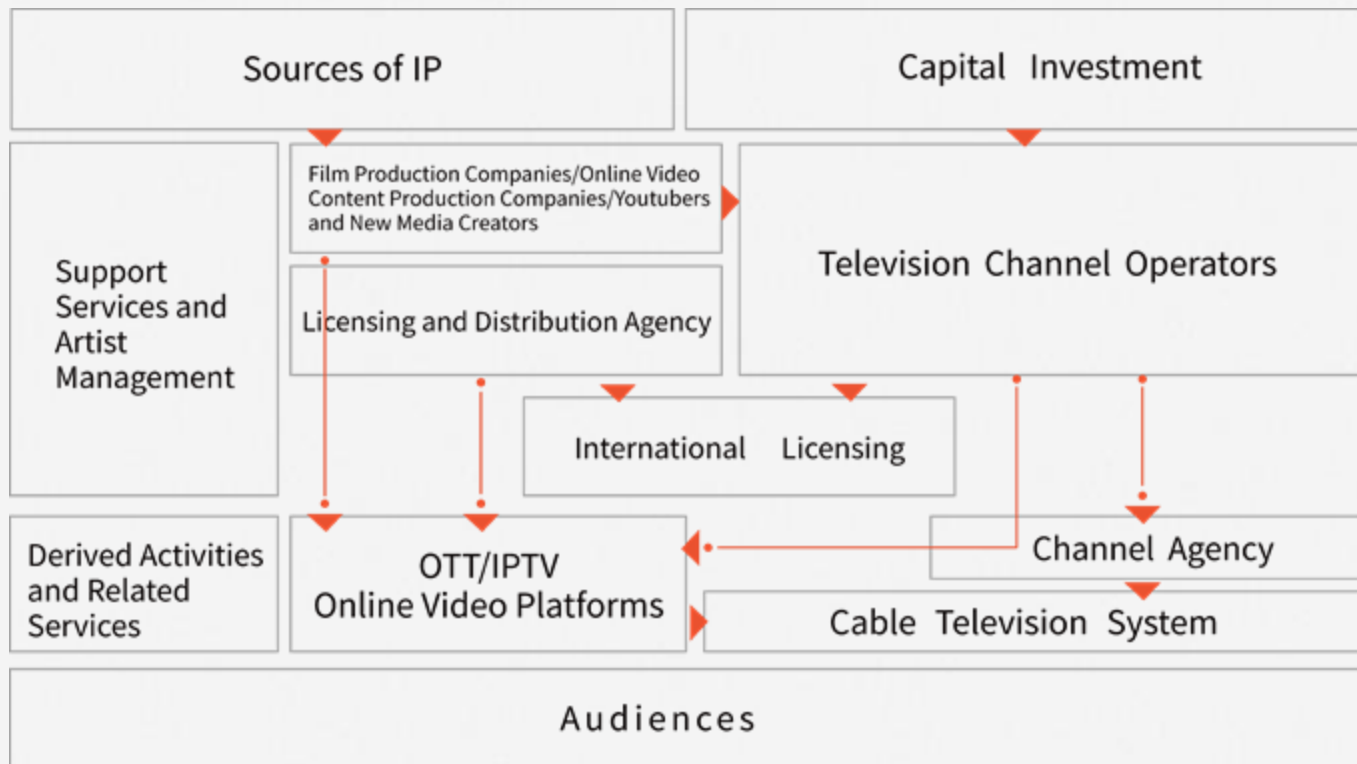 Sources of IP
Capital Investment
Film Production Companies/Online Video
Content Production Companies/Youtubers
and New Media Creators
Support
Services and
Artist
Management
Television Channel Operators
Licensing and Distribution Agency
International Licensing
Derived Activities
and Related
Services
OTT/IPTV
Online Video Platforms
Channel Agency
Cable Television System
Audiences